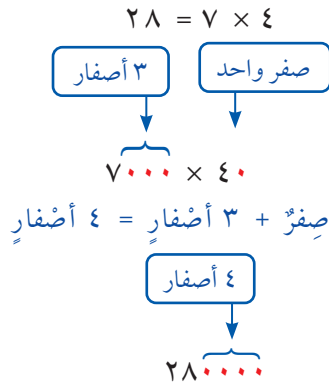 ٢٨ = ٧ × ٤
صفر واحد
٣ أصفار
٧٠٠٠ × ٤٠
صِفرٌ + ٣ أصْفارٍ = ٤ أصْفارٍ
٤ أصفار
٢٨٠٠٠٠